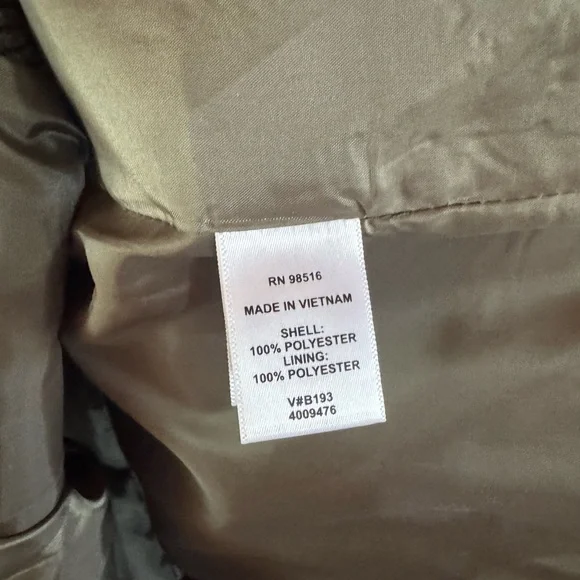 RN 98516
MADE IN VIETNAM
SHELL:
100% POLYESTER
LINING:
100% POLYESTER
V#B193
4009476